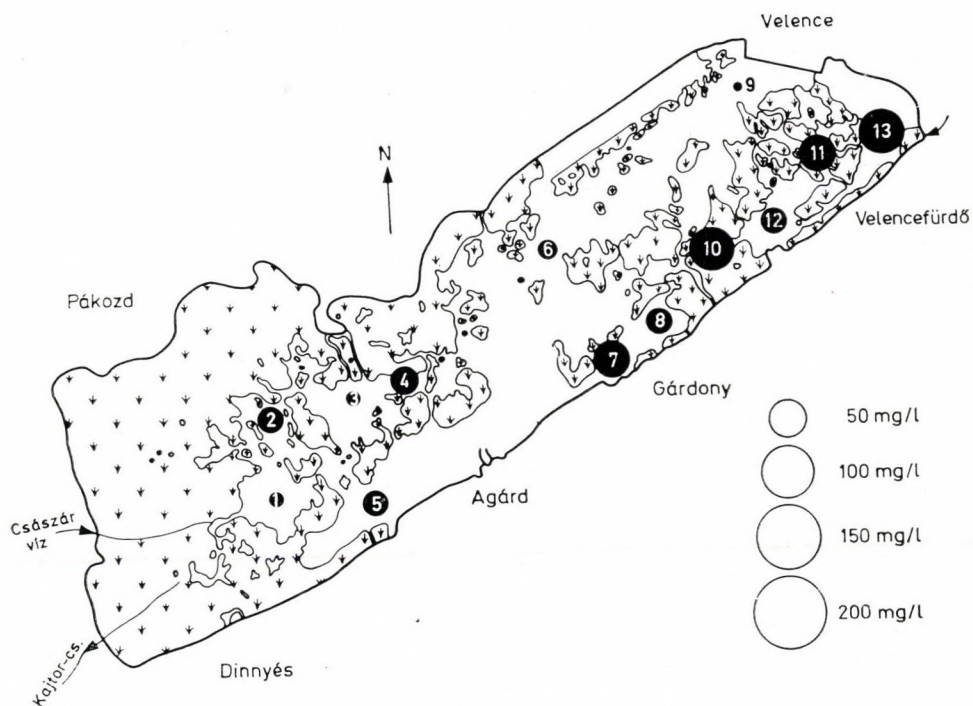 Velence
9
13
11
N
12
Velencefürdő
10
6
Pákozd
8
7
4
Gárdony
3
2
50 mg/l
1
5
Agárd
100 mg/l
Császár
víz
150 mg/l
200 mg/l
Kajtor-cs.
Dinnyés